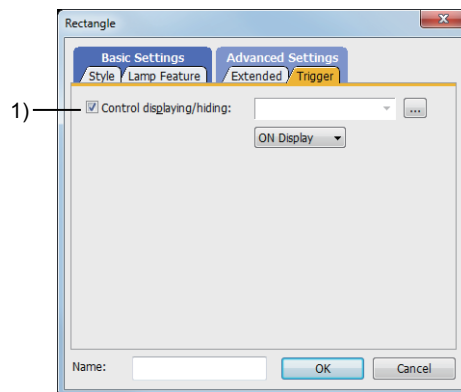 Rectangle
x
Basic Settings Advanced Settings
Style Lamp Feature Extended Trigger
1) Control displaying/hiding: ...
ON Display
Name: OK Cancel